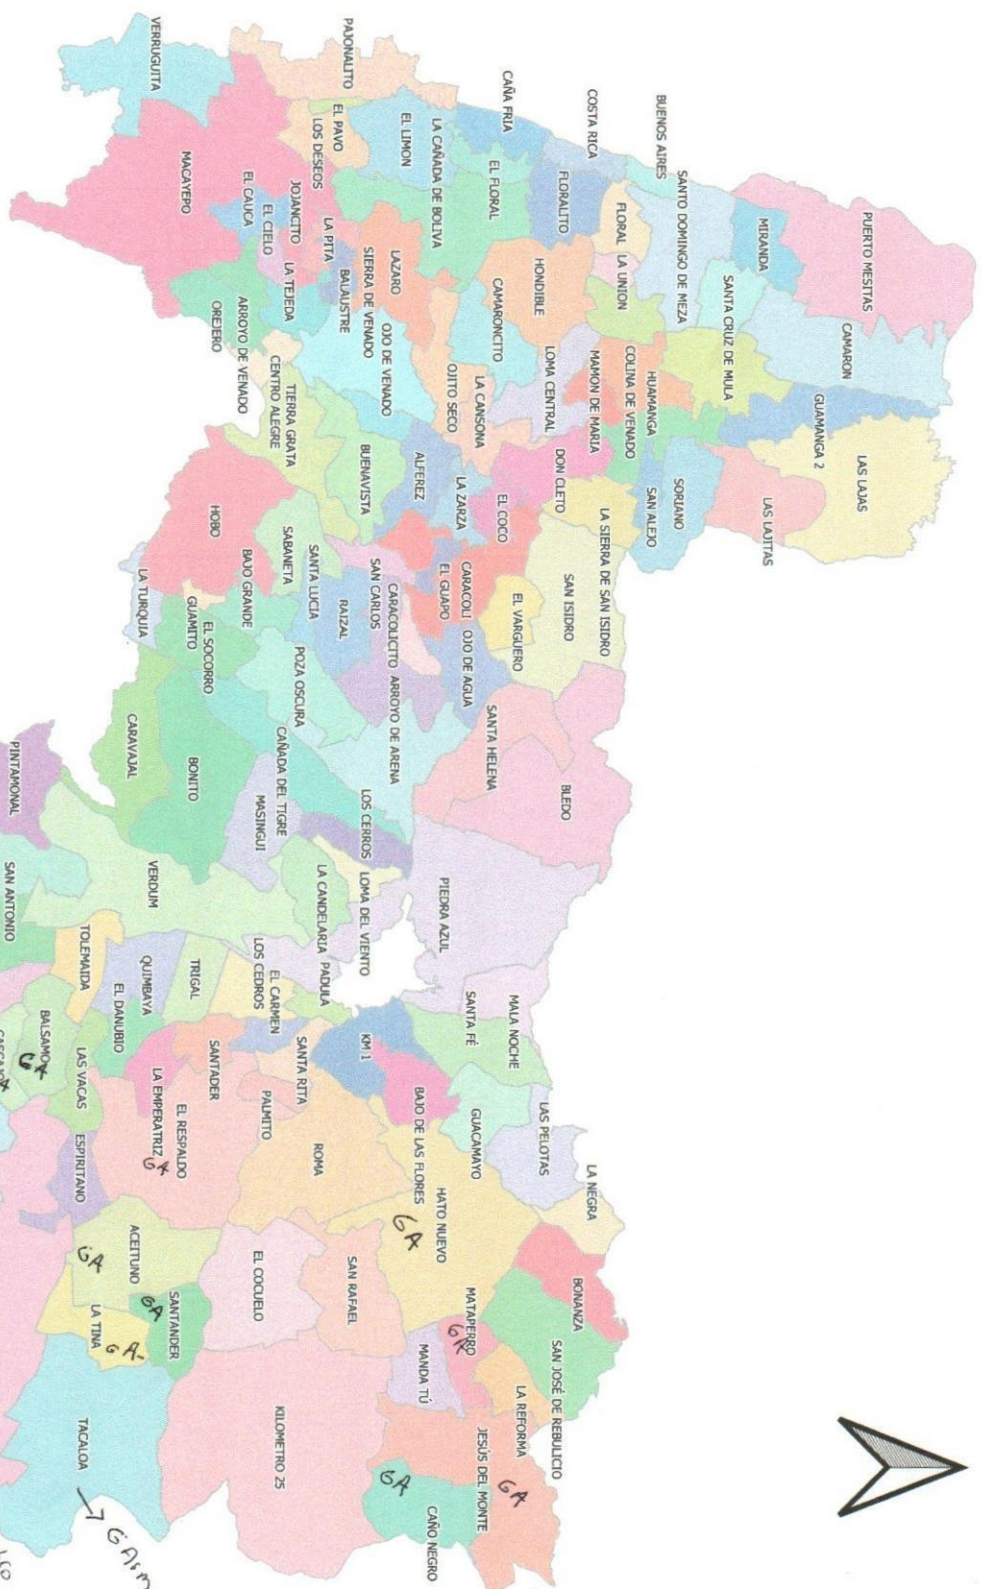 VERRUGUITA
PAJONALITO
MACAYEPO
EL PAVO
LOS DESEOS
EL LIMON
LA CAÑADA DE BOLIVA
CAÑA FRIA
EL FLORAL
COSTA RICA
FLORALITO
BUENOS AIRES
FLORAL
SANTO DOMINGO DE MEZA
MIRANDA
PUERTO MESITAS
EL CAUCA
EL CIELO
JOJANCITO
LA PITA
LA TEJEDA
BALAUSTRE
SIERRA DE VENADO
LAZARO
CAMARONCITO
HONDIBLE
LA UNION
SANTA CRUZ DE MULA
CAMARON
OREJERO
ARROYO DE VENADO
CENTRO ALEGRE
TIERRA GRATA
OJO DE VENADO
OJITO SECO
LA CANSONA
LOMA CENTRAL
MAMON DE MARIA
COLINA DE VENADO
HUAMANGA
GUAMANGA 2
LAS LAJAS
HOBO
BUENAVISTA
ALFEREZ
LA ZARZA
EL COCO
DON CLETO
LA SIERRA DE SAN ISIDRO
SAN ALEJO
SORIANO
LAS LAJITAS
LA TURQUIA
GUAMITO
EL SOCORRO
BAJO GRANDE
SABANETA
SANTA LUCIA
RAIZAL
SAN CARLOS
CARACOLICITO
EL GUAPO
CARACOLI
EL VARGUERO
SAN ISIDRO
OJO DE AGUA
ARROYO DE ARENA
POZA OSCURA
CARAVAJAL
BONITO
CAÑADA DEL TIGRE
MASINGUI
LOS CERROS
SANTA HELENA
BLEDO
PINTAMONAL
SAN ANTONIO
VERDUM
LA CANDELARIA
LOMA DEL VIENTO
PIEDRA AZUL
TOLEMAIDA
QUIMBAYA
TRIGAL
LOS CEDROS
EL CARMEN
PADULA
BALSAMO
GA
LAS VACAS
EL DANUBIO
LA EMPERATRIZ
SANTADER
SANTA RITA
KM 1
SANTA FÉ
MALA NOCHE
ESPIRITANO
EL RESPALDO
GA
PALMITO
ROMA
BAJO DE LAS FLORES
GUACAMAYO
LAS PELOTAS
LA NEGRA
ACEITUNO
GA
EL COCUELO
SAN RAFAEL
HATO NUEVO
GA
BONANZA
LA TINA
GA-
SANTANDER
GA
MANDA TÚ
MATAPERRO
GA
LA REFORMA
SAN JOSÉ DE REBULICIO
TACALOA
KILOMETRO 25
CAÑO NEGRO
GA
JESÚS DEL MONTE
GA